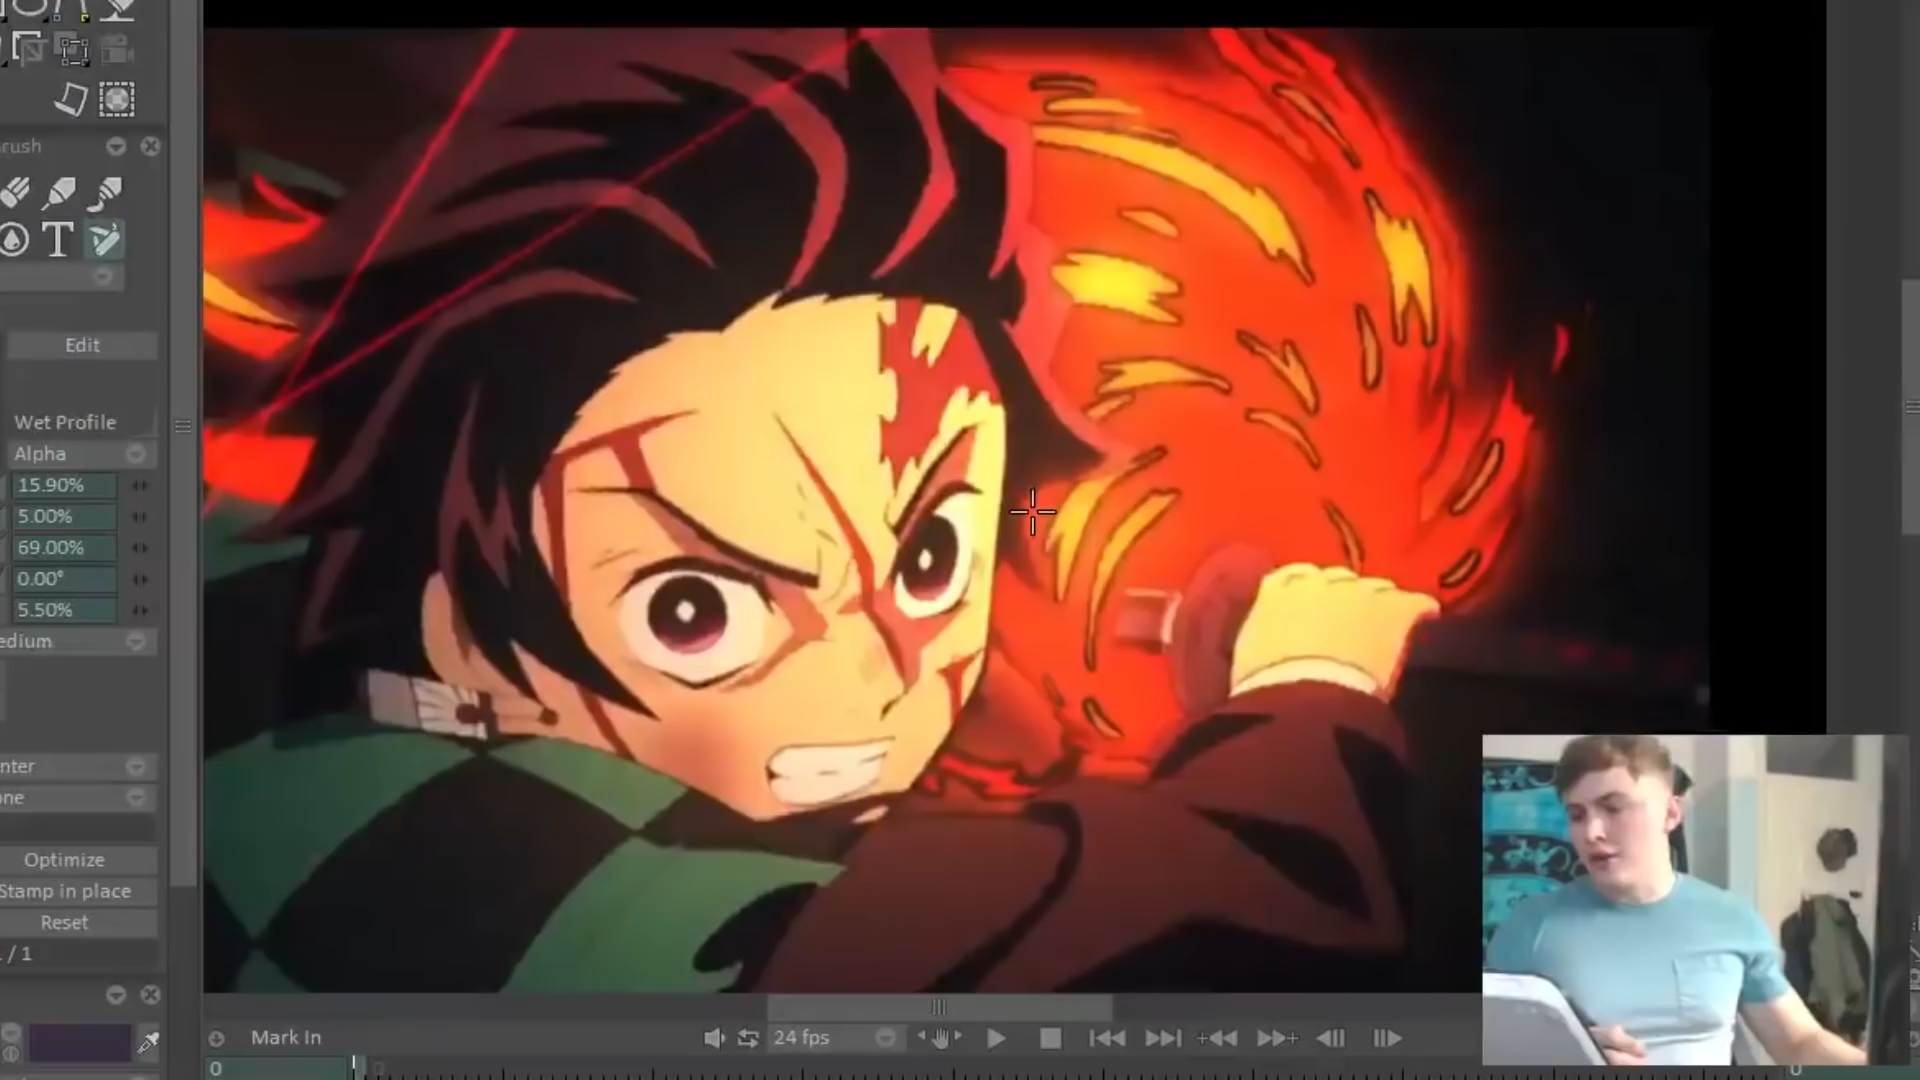 rush
T
Edit
Wet Profile
Alpha
15.90%
5.00%
69.00%
0.00°
5.50%
edium
nter
one
Optimize
Stamp in place
Reset
/ 1
Mark In
24 fps
0
0